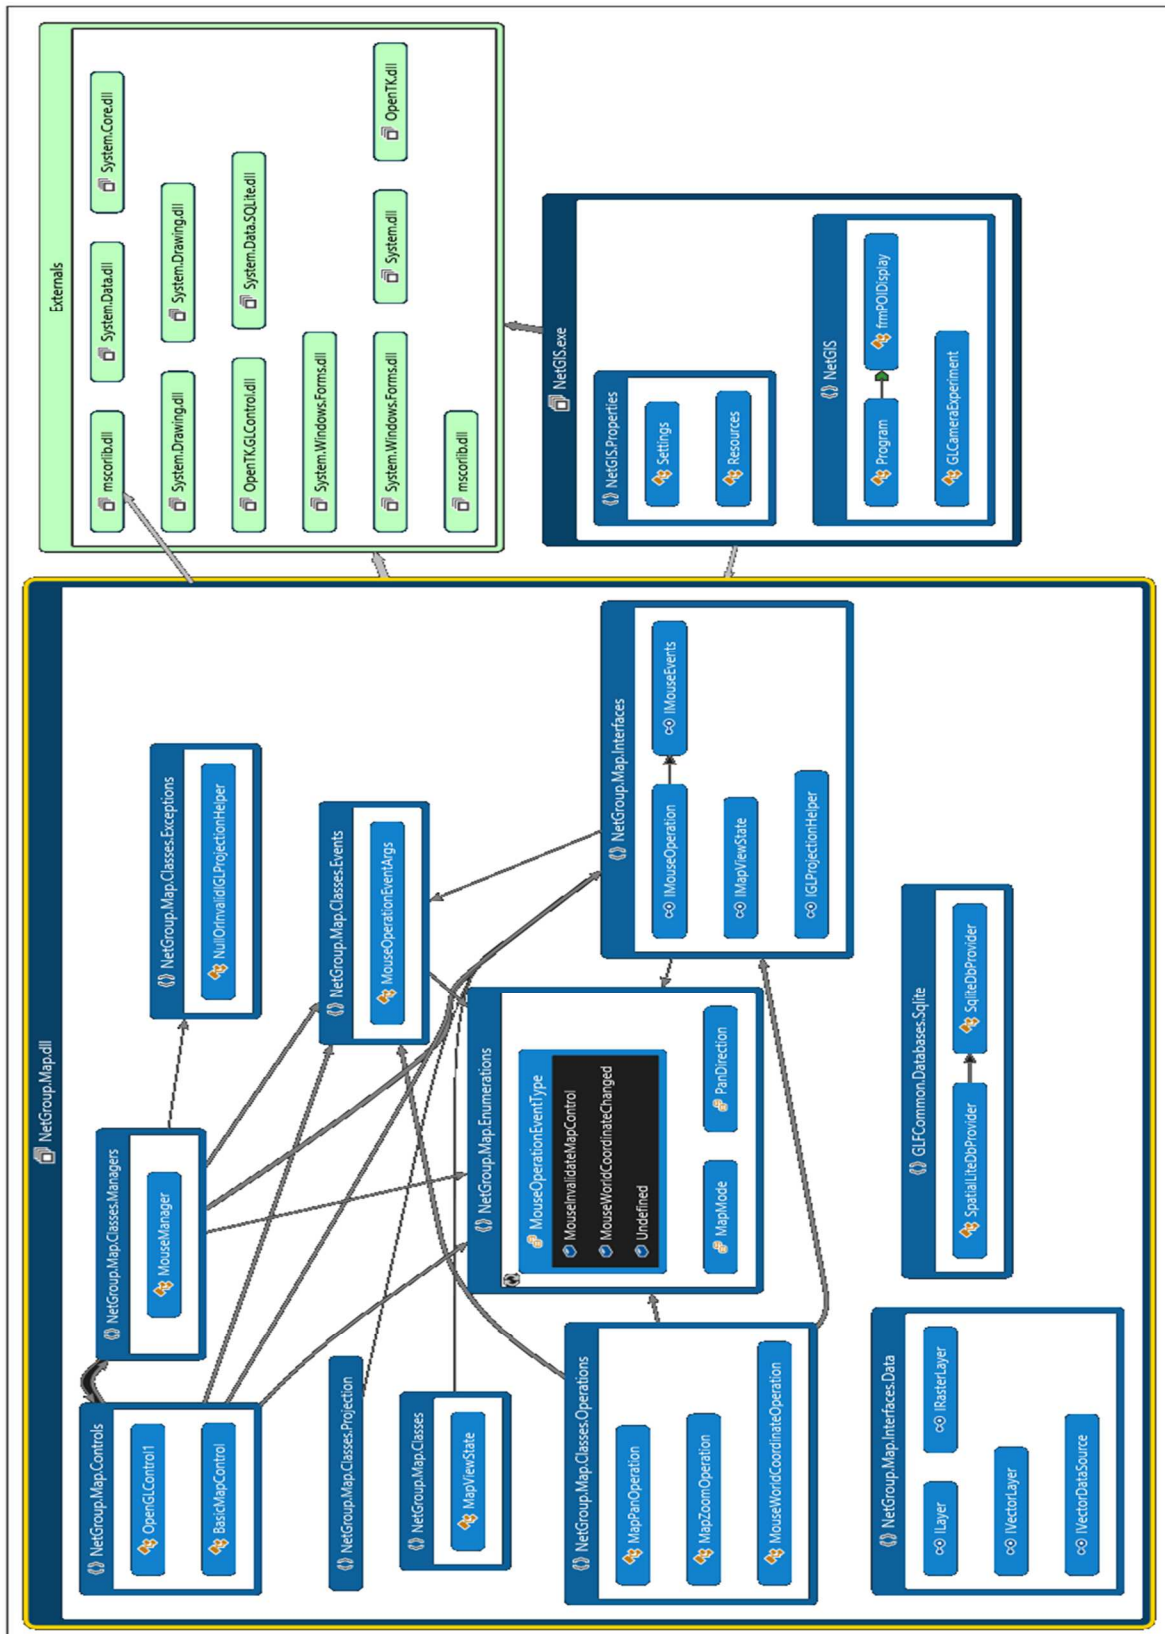 NetGroup.Map.dll
NetGroup.Map.Controls
OpenGLControl1
BasicMapControl
NetGroup.Map.Classes.Managers
MouseManager
NetGroup.Map.Classes.Exceptions
NullOrInvalidIGLProjectionHelper
NetGroup.Map.Classes.Projection
NetGroup.Map.Classes.Events
MouseOperationEventArgs
NetGroup.Map.Classes
MapViewState
NetGroup.Map.Enumerations
MouseOperationEventType
MouseInvalidateMapControl
MouseWorldCoordinateChanged
Undefined
MapMode
PanDirection
NetGroup.Map.Classes.Operations
MapPanOperation
MapZoomOperation
MouseWorldCoordinateOperation
NetGroup.Map.Interfaces
IMouseOperation
IMouseEvents
IMapViewState
IGLProjectionHelper
NetGroup.Map.Interfaces.Data
ILayer
IRasterLayer
IVectorLayer
IVectorDataSource
GLFCommon.Databases.Sqlite
SpatialLiteDbProvider
SqliteDbProvider
Externals
mscorlib.dll
System.Data.dll
System.Core.dll
System.Drawing.dll
System.Drawing.dll
OpenTK.GLControl.dll
System.Data.SQLite.dll
System.Windows.Forms.dll
System.Windows.Forms.dll
System.dll
OpenTK.dll
mscorlib.dll
NetGIS.exe
NetGIS.Properties
Settings
Resources
NetGIS
Program
frmPOIDisplay
GLCameraExperiment